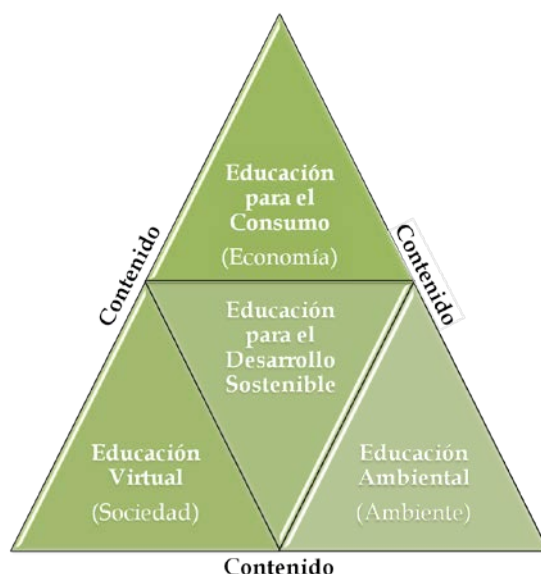 Educación
para el
Consumo
(Economía)
Contenido
Contenido
Educación
para el
Desarrollo
Sostenible
Educación
Virtual
(Sociedad)
Educación
Ambiental
(Ambiente)
Contenido